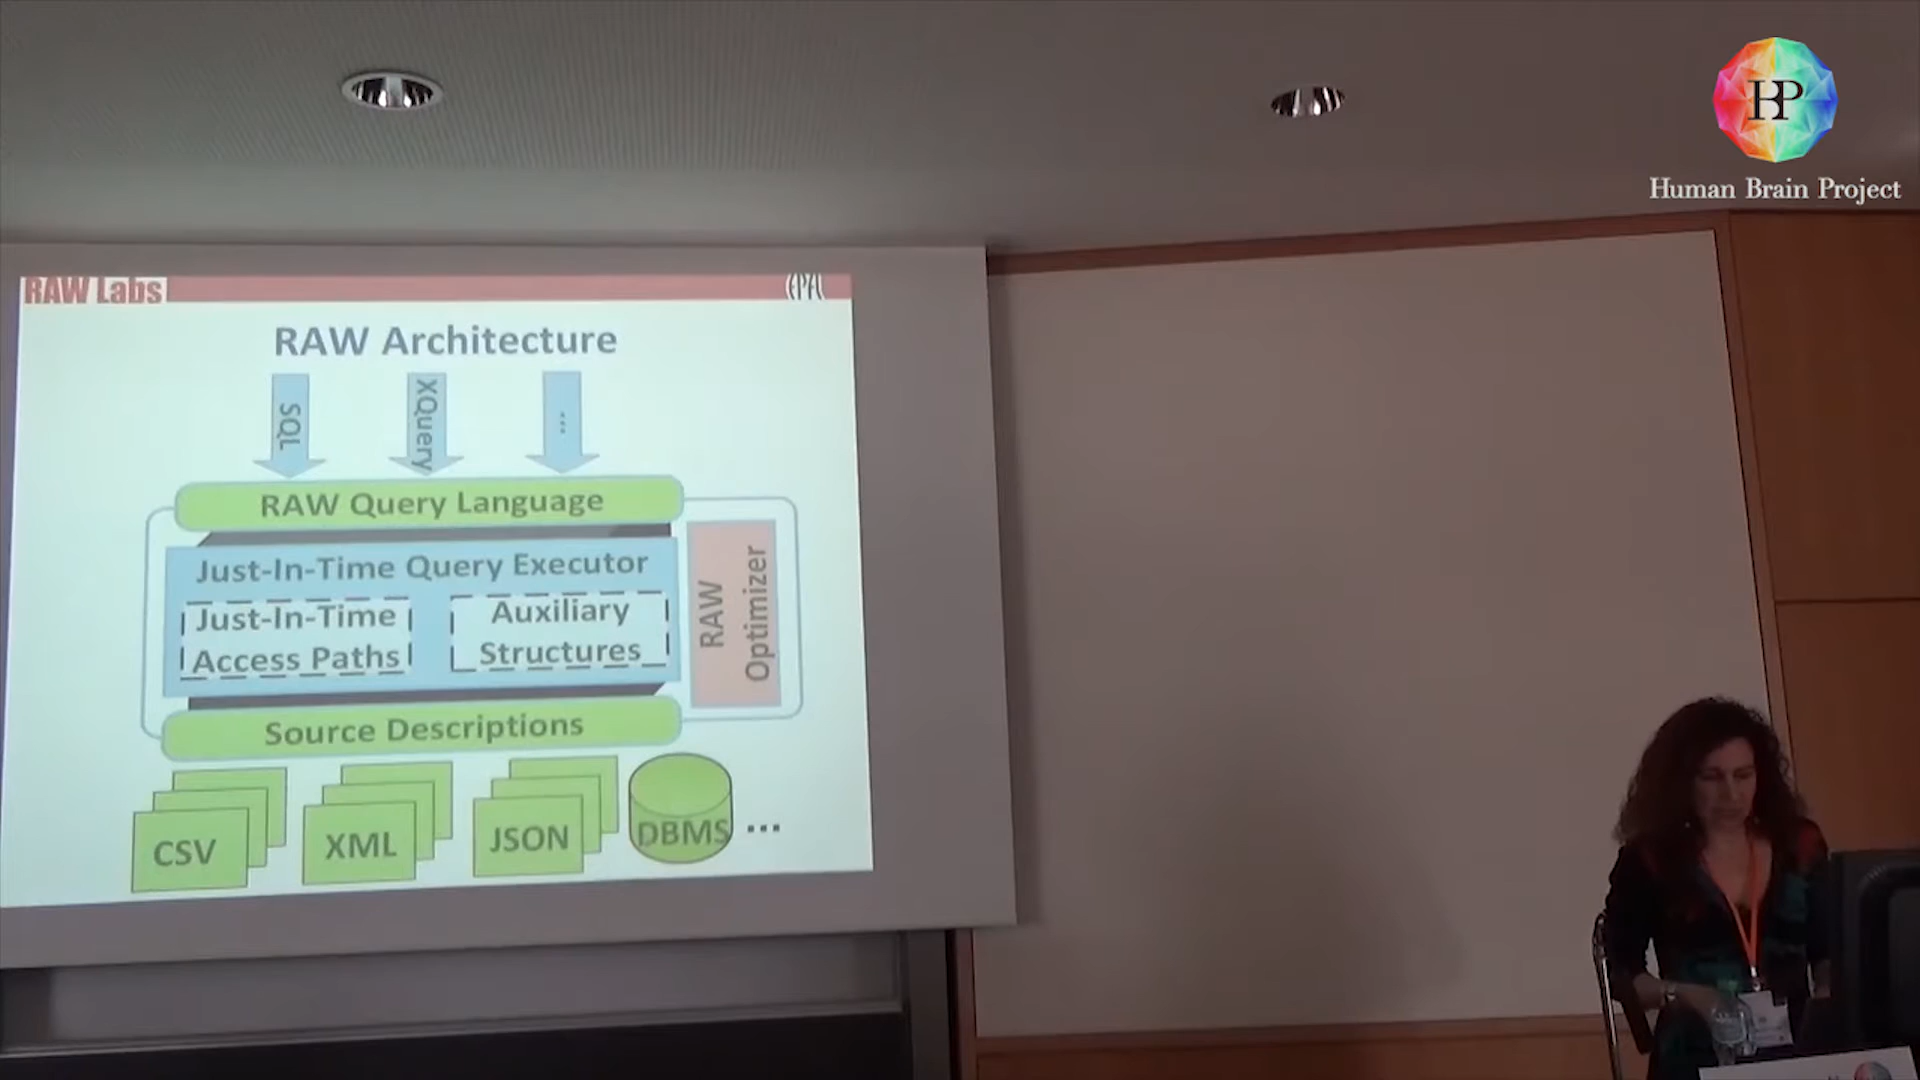 HBP
Human Brain Project
RAW Labs
EPFL
RAW Architecture
SQL
XQuery
...
RAW Query Language
Just-In-Time Query Executor
Just-In-Time
Access Paths
Auxiliary
Structures
RAW
Optimizer
Source Descriptions
CSV
XML
JSON
DBMS
...